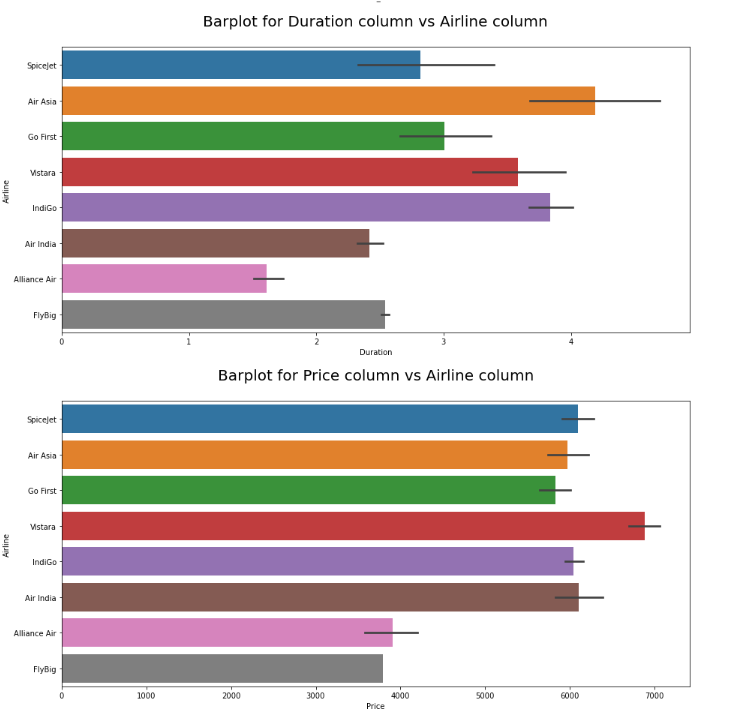 Barplot for Duration column vs Airline column
SpiceJet
Air Asia
Go First
Vistara
IndiGo
Air India
Alliance Air
FlyBig
Airline
0 1 2 3 4
Duration
Barplot for Price column vs Airline column
SpiceJet
Air Asia
Go First
Vistara
IndiGo
Air India
Alliance Air
FlyBig
Airline
0 1000 2000 3000 4000 5000 6000 7000
Price